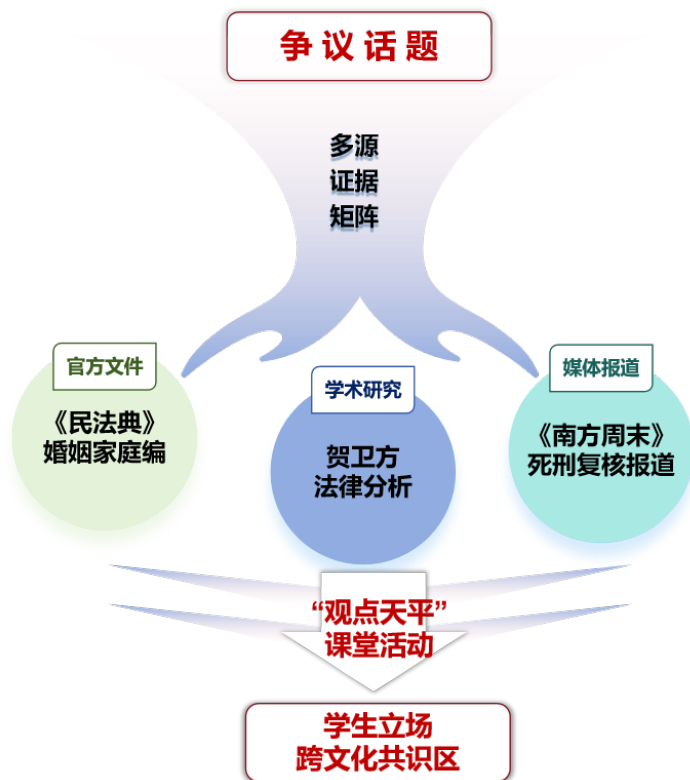 争议话题
多源
证据
矩阵
官方文件
《民法典》
婚姻家庭编
学术研究
贺卫方
法律分析
媒体报道
《南方周末》
死刑复核报道
“观点天平”
课堂活动
学生立场
跨文化共识区